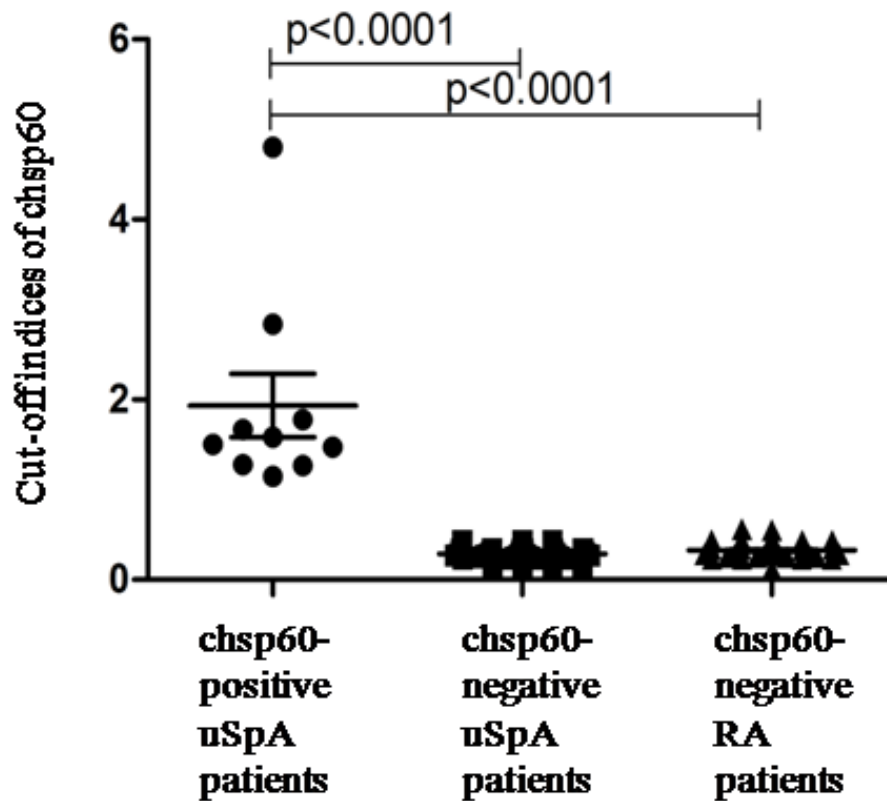 6
p<0.0001
p<0.0001
4
2
0
Cut-off indices of chsp60
chsp60-
positive
uSpA
patients
chsp60-
negative
uSpA
patients
chsp60-
negative
RA
patients